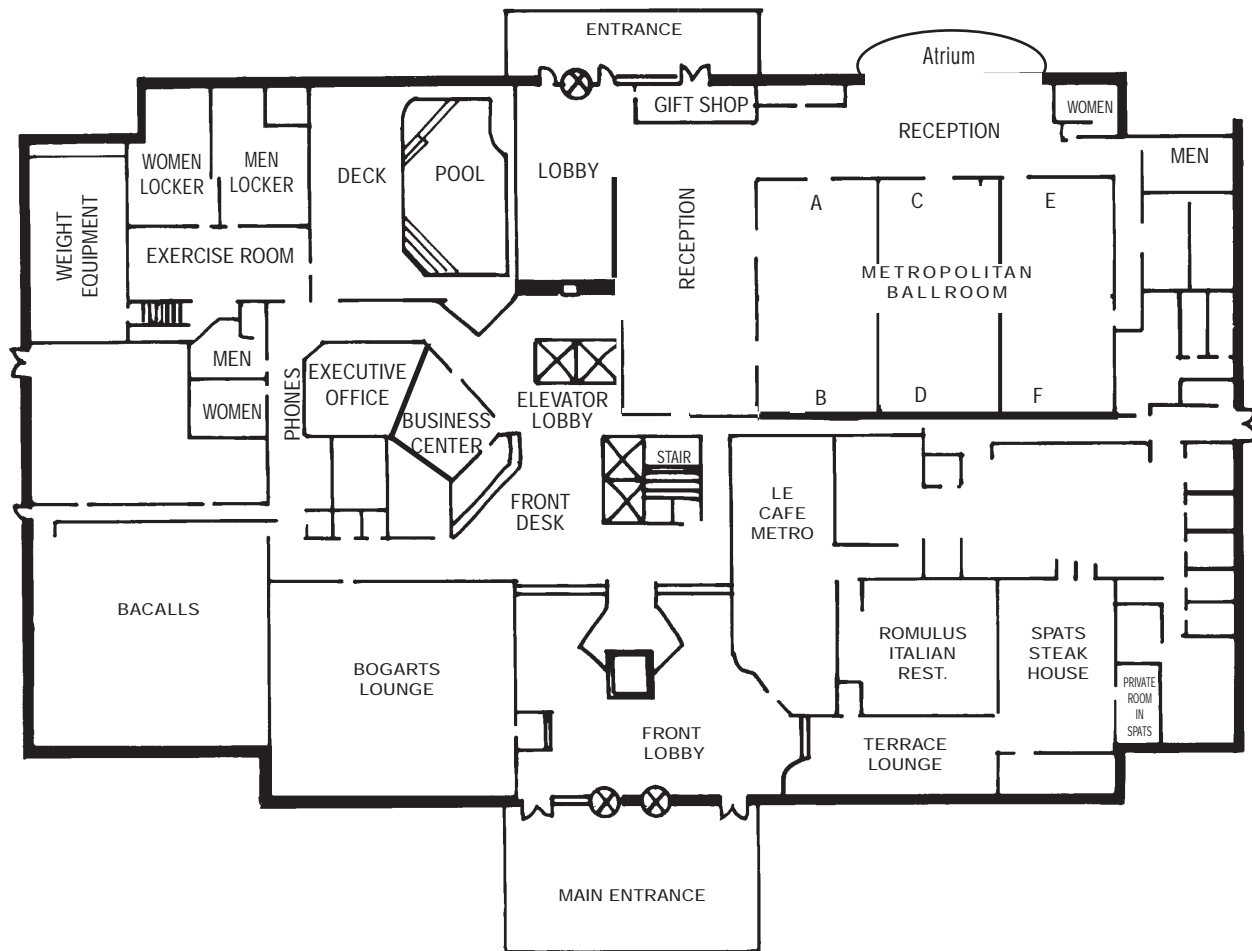 ENTRANCE
Atrium
GIFT SHOP
WOMEN
RECEPTION
MEN
WOMEN
LOCKER
MEN
LOCKER
DECK
POOL
LOBBY
A
C
E
WEIGHT
EQUIPMENT
EXERCISE ROOM
RECEPTION
METROPOLITAN
BALLROOM
MEN
WOMEN
PHONES
EXECUTIVE
OFFICE
BUSINESS
CENTER
ELEVATOR
LOBBY
B
D
F
STAIR
FRONT
DESK
LE
CAFE
METRO
BACALLS
BOGARTS
LOUNGE
ROMULUS
ITALIAN
REST.
SPATS
STEAK
HOUSE
PRIVATE
ROOM
IN
SPATS
FRONT
LOBBY
TERRACE
LOUNGE
MAIN ENTRANCE